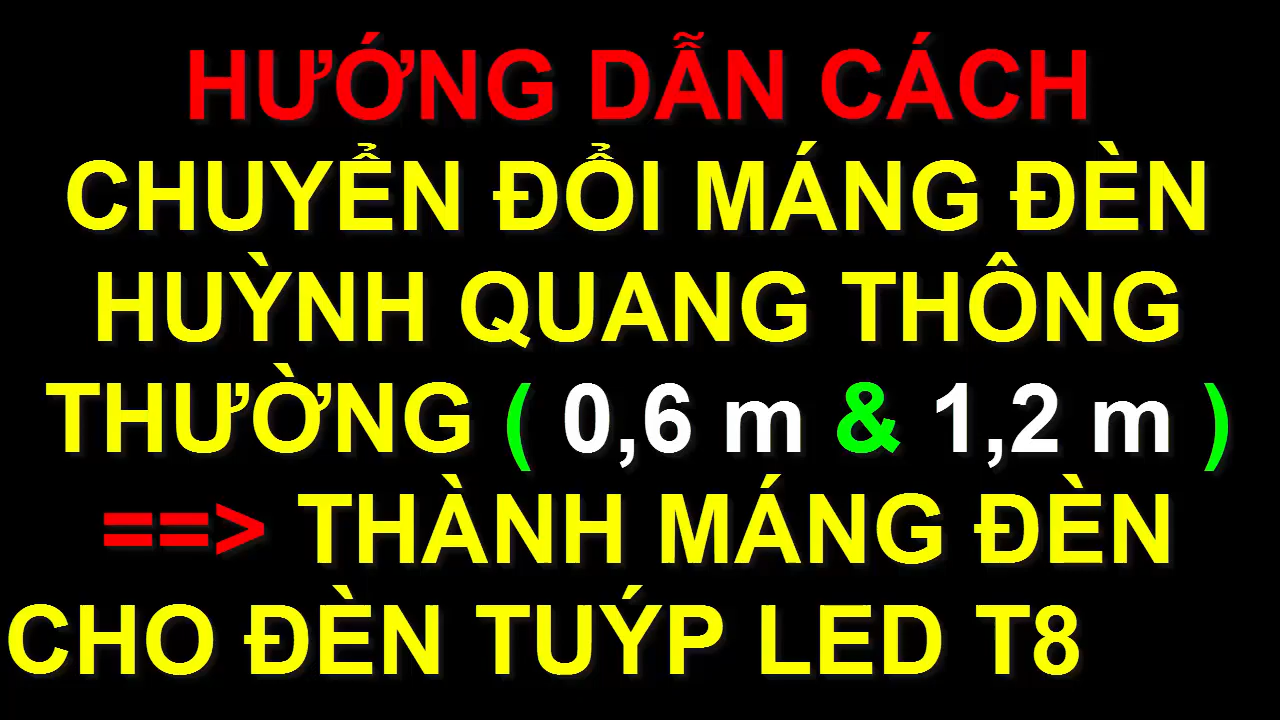 HƯỚNG DẪN CÁCH
CHUYỂN ĐỔI MÁNG ĐÈN
HUỲNH QUANG THÔNG
THƯỜNG ( 0,6 m & 1,2 m )
==> THÀNH MÁNG ĐÈN
CHO ĐÈN TUÝP LED T8